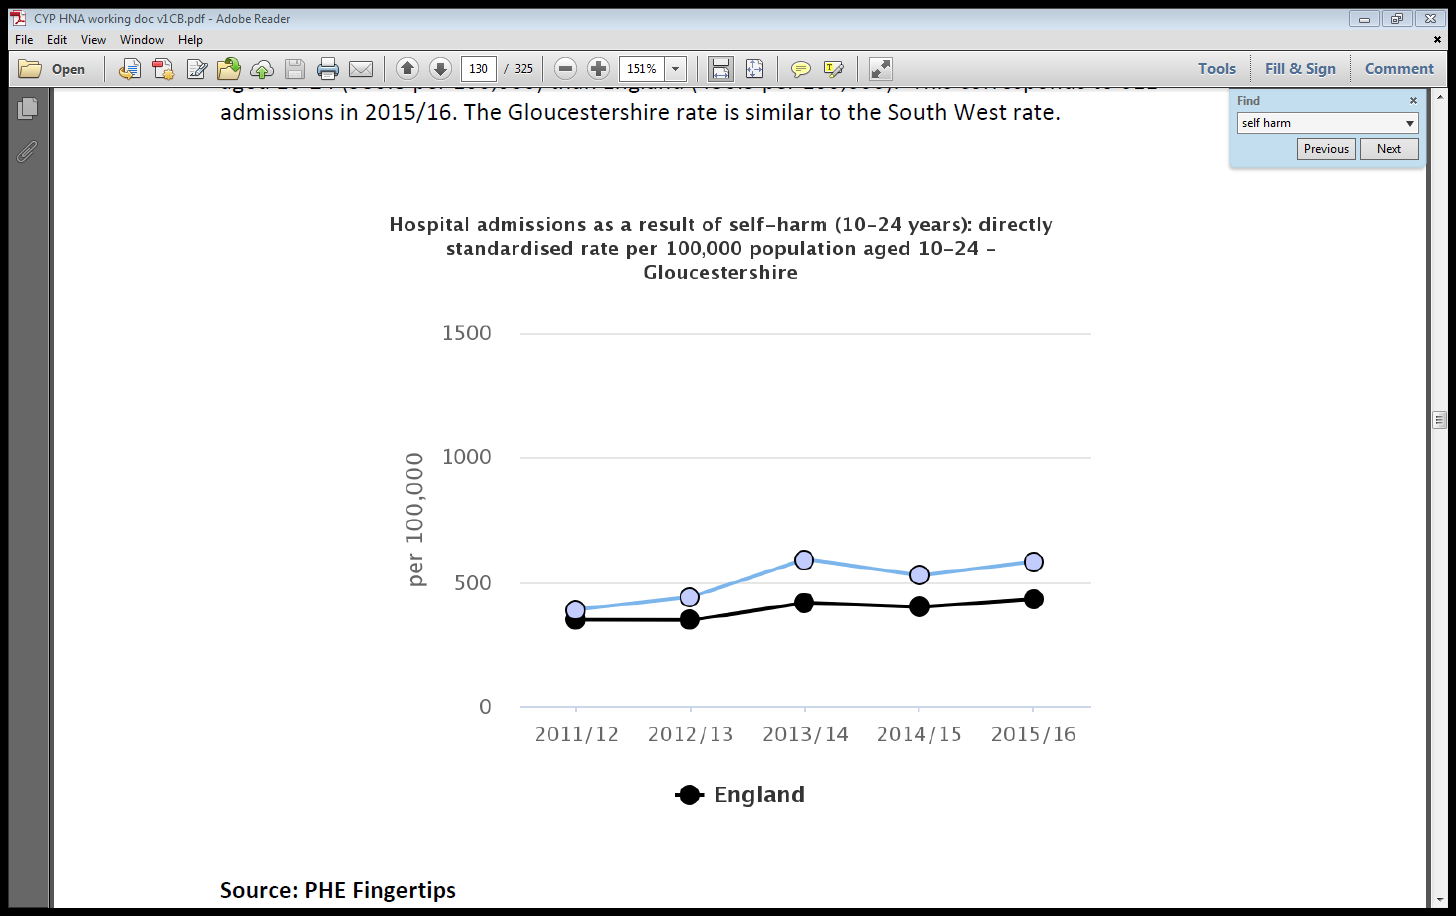 CYP HNA working doc v1CB.pdf - Adobe Reader
File Edit View Window Help
Open 130 / 325 151% Tools Fill & Sign Comment
Find
self harm
Previous Next
admissions in 2015/16. The Gloucestershire rate is similar to the South West rate.
Hospital admissions as a result of self-harm (10-24 years): directly
standardised rate per 100,000 population aged 10-24 -
Gloucestershire
per 100,000
1500
1000
500
0
2011/12 2012/13 2013/14 2014/15 2015/16
England
Source: PHE Fingertips